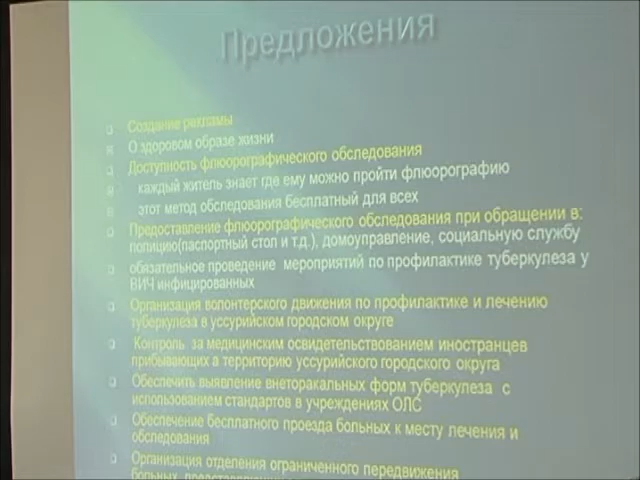 Предложения
Создание рекламы
О здоровом образе жизни
Доступность флюорографического обследования
каждый житель знает где ему можно пройти флюорографию
этот метод обследования бесплатный для всех
Предоставление флюорографического обследования при обращении в:
полицию(паспортный стол и т.д.), домоуправление, социальную службу
обязательное проведение мероприятий по профилактике туберкулеза у
ВИЧ инфицированных
Организация волонтерского движения по профилактике и лечению
туберкулеза в уссурийском городском округе
Контроль за медицинским освидетельствованием иностранцев
прибывающих а территорию уссурийского городского округа
Обеспечить выявление внеторакальных форм туберкулеза с
использованием стандартов в учреждениях ОЛС
Обеспечение бесплатного проезда больных к месту лечения и
обследования
Организация отделения ограниченного передвижения
больных